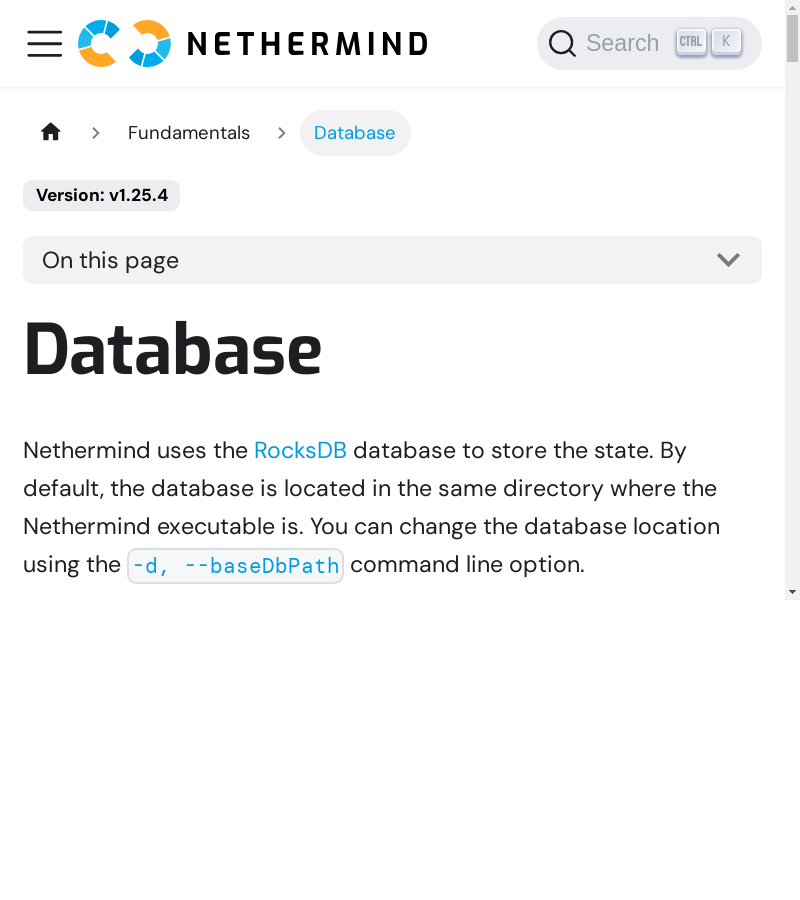 NETHERMIND
Search CTRL K
Fundamentals Database
Version: v1.25.4
On this page
Database
Nethermind uses the RocksDB database to store the state. By
default, the database is located in the same directory where the
Nethermind executable is. You can change the database location
using the -d, --baseDbPath command line option.